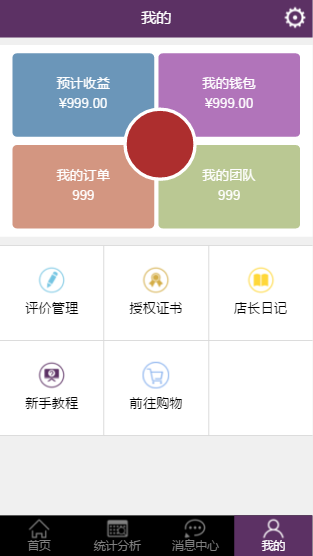 我的
预计收益
¥999.00
我的钱包
¥999.00
我的订单
999
我的团队
999
评价管理
授权证书
店长日记
新手教程
前往购物
首页
统计分析
消息中心
我的